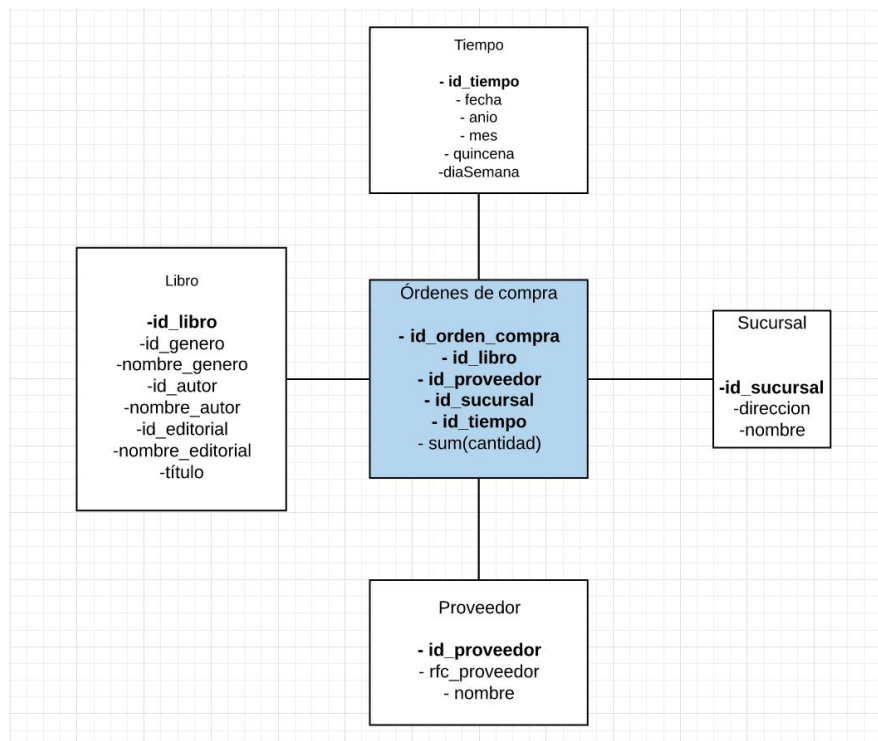 Tiempo
- id_tiempo
- fecha
- anio
- mes
- quincena
-diaSemana
Libro
-id_libro
-id_genero
-nombre_genero
-id_autor
-nombre_autor
-id_editorial
-nombre_editorial
-título
Órdenes de compra
- id_orden_compra
- id_libro
- id_proveedor
- id_sucursal
- id_tiempo
- sum(cantidad)
Sucursal
-id_sucursal
-direccion
-nombre
Proveedor
- id_proveedor
- rfc_proveedor
- nombre